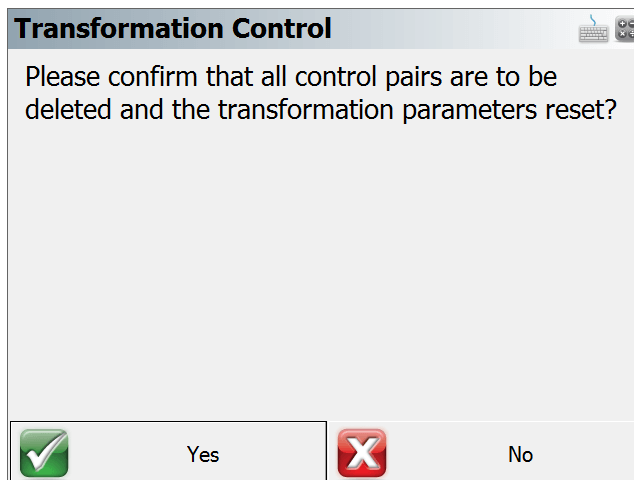 Transformation Control
Please confirm that all control pairs are to be
deleted and the transformation parameters reset?
Yes
No